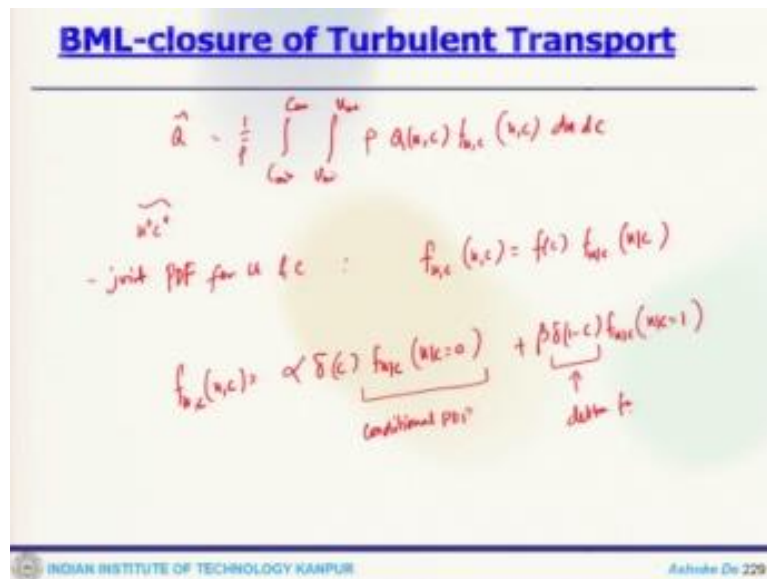 BML-closure of Turbulent Transport
Q̃ = 1/ρ̄ ∫ ∫ ρ Q(u,c) f_{u,c} (u,c) du dc
u"c"
- joint PDF for u & c : f_{u,c} (u,c) = f(c) f_{u|c} (u|c)
f_{u,c}(u,c) = α δ(c) f_{u|c} (u|c=0) + β δ(1-c) f_{u|c} (u|c=1)
conditional PDF delta fn
INDIAN INSTITUTE OF TECHNOLOGY KANPUR Ashoke De 229